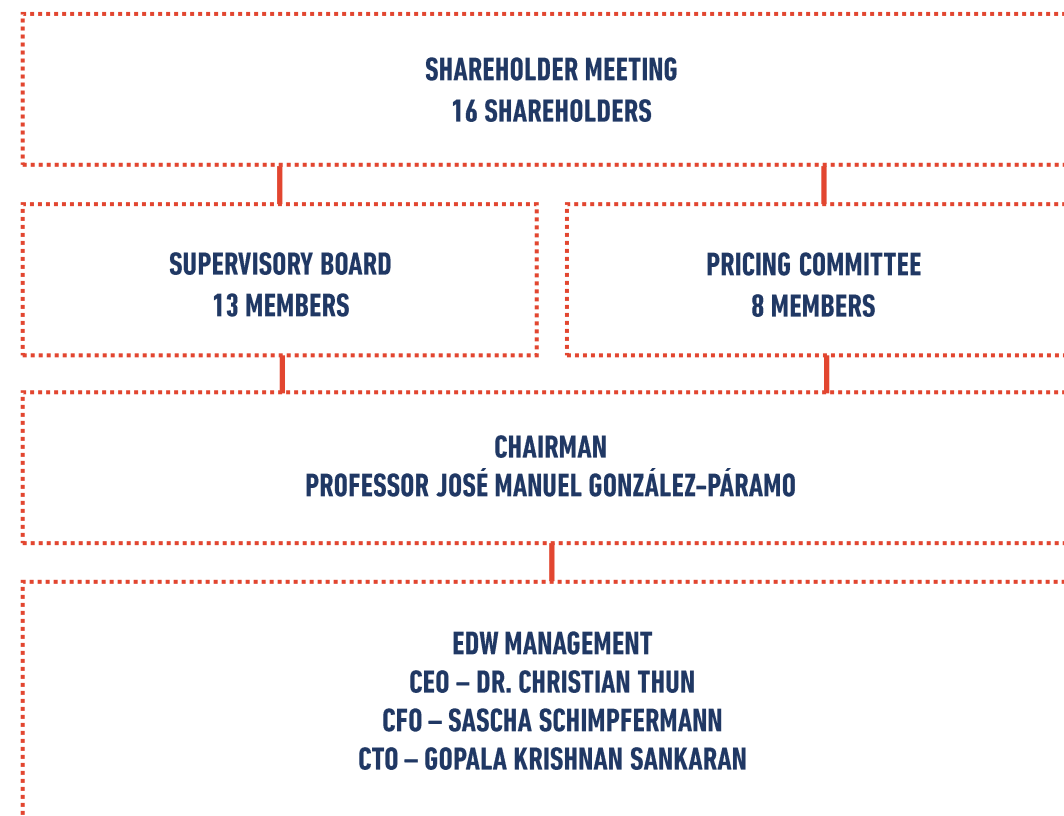 SHAREHOLDER MEETING
16 SHAREHOLDERS
SUPERVISORY BOARD
13 MEMBERS
PRICING COMMITTEE
8 MEMBERS
CHAIRMAN
PROFESSOR JOSÉ MANUEL GONZÁLEZ-PÁRAMO
EDW MANAGEMENT
CEO – DR. CHRISTIAN THUN
CFO – SASCHA SCHIMPFERMANN
CTO – GOPALA KRISHNAN SANKARAN